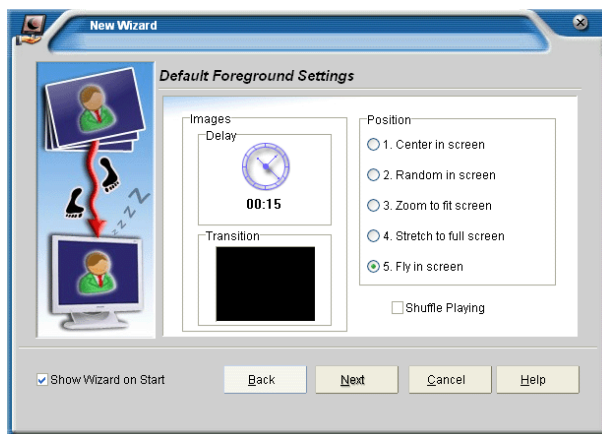 New Wizard
Default Foreground Settings
Images
Delay
00:15
Transition
Position
1. Center in screen
2. Random in screen
3. Zoom to fit screen
4. Stretch to full screen
5. Fly in screen
Shuffle Playing
zzzzZ
Show Wizard on Start
Back
Next
Cancel
Help